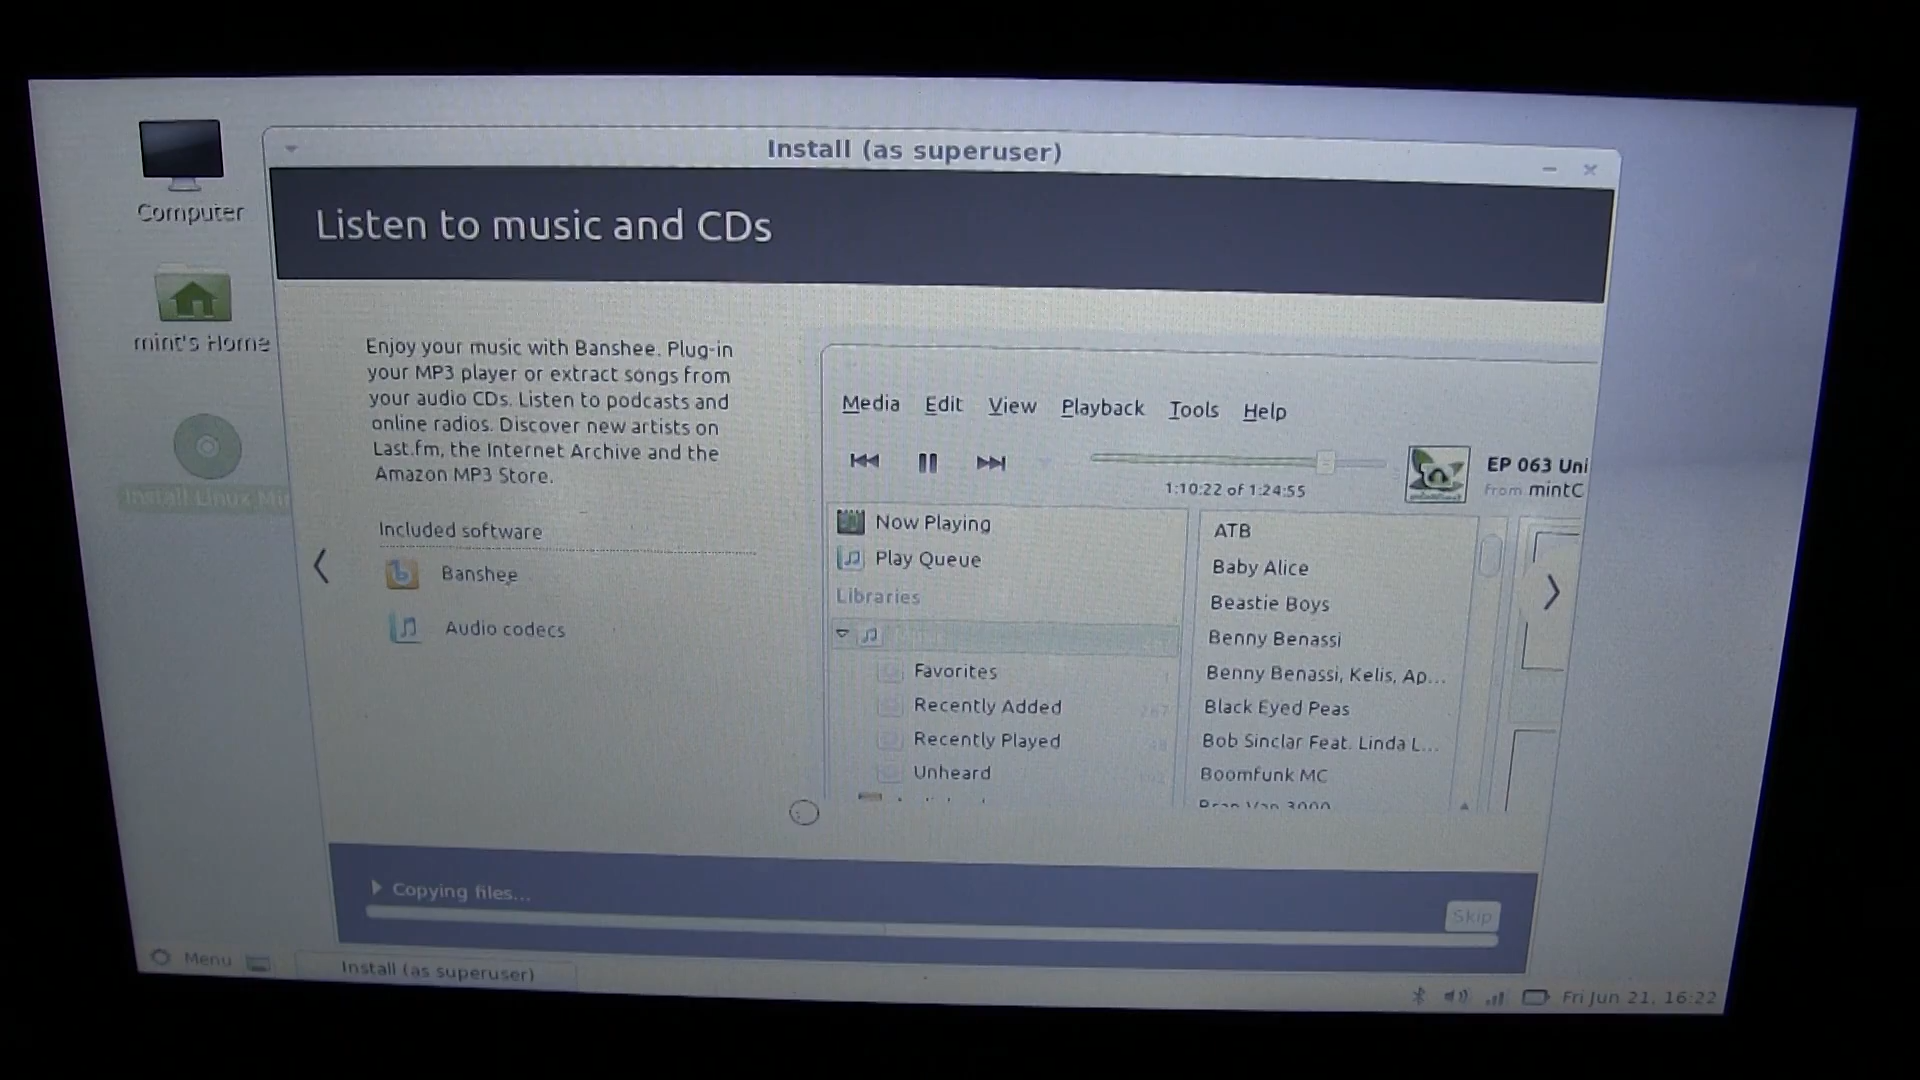 Computer
mint's Home
Install Linux Mi
Install (as superuser)
Listen to music and CDs
Enjoy your music with Banshee. Plug-in
your MP3 player or extract songs from
your audio CDs. Listen to podcasts and
online radios. Discover new artists on
Last.fm, the Internet Archive and the
Amazon MP3 Store.
Included software
Banshee
Audio codecs
Media Edit View Playback Tools Help
1:10:22 of 1:24:55
EP 063 Uni
from mintC
Now Playing
Play Queue
Libraries
Favorites
Recently Added
Recently Played
Unheard
ATB
Baby Alice
Beastie Boys
Benny Benassi
Benny Benassi, Kelis, Ap...
Black Eyed Peas
Bob Sinclar Feat. Linda L...
Boomfunk MC
Bran Van 3000
Copying files...
Skip
Menu
Install (as superuser)
Fri Jun 21, 16:22